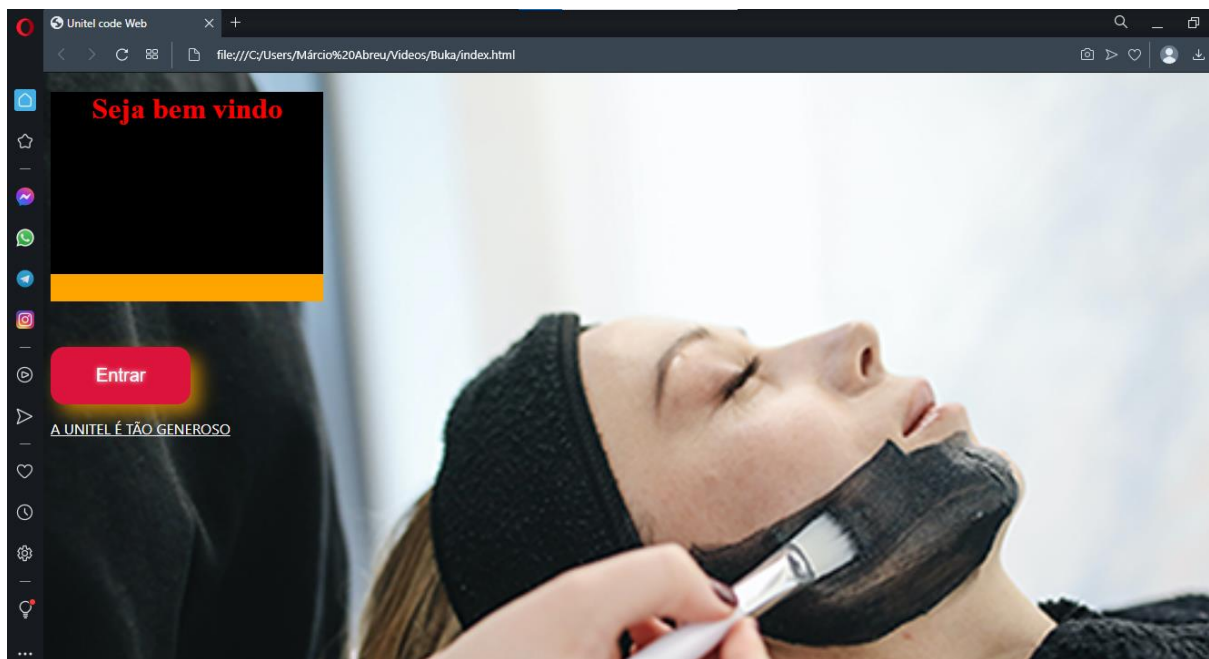 Unitel code Web
file:///C:/Users/Márcio%20Abreu/Videos/Buka/index.html
Seja bem vindo
Entrar
A UNITEL É TÃO GENEROSO